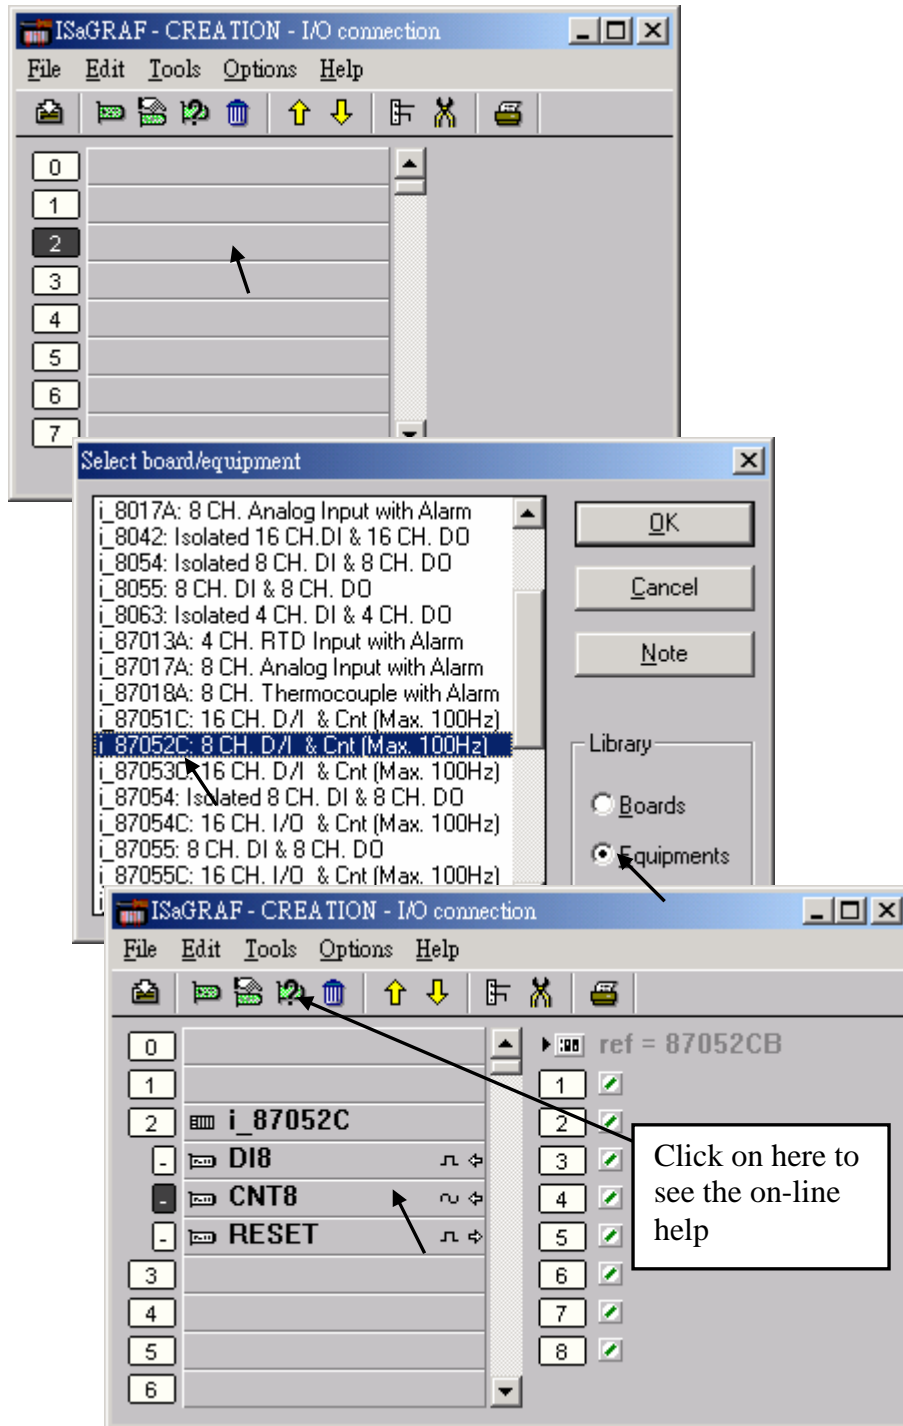 ISaGRAF - CREATION - I/O connection
File Edit Tools Options Help
0
1
2
3
4
5
6
7
Select board/equipment
i_8017A: 8 CH. Analog Input with Alarm
i_8042: Isolated 16 CH.DI & 16 CH. DO
i_8054: Isolated 8 CH. DI & 8 CH. DO
i_8055: 8 CH. DI & 8 CH. DO
i_8063: Isolated 4 CH. DI & 4 CH. DO
i_87013A: 4 CH. RTD Input with Alarm
i_87017A: 8 CH. Analog Input with Alarm
i_87018A: 8 CH. Thermocouple with Alarm
i_87051C: 16 CH. D/I & Cnt (Max. 100Hz)
i_87052C: 8 CH. D/I & Cnt (Max. 100Hz)
i_87053C: 16 CH. D/I & Cnt (Max. 100Hz)
i_87054: Isolated 8 CH. DI & 8 CH. DO
i_87054C: 16 CH. I/O & Cnt (Max. 100Hz)
i_87055: 8 CH. DI & 8 CH. DO
i_87055C: 16 CH. I/O & Cnt (Max. 100Hz)
OK
Cancel
Note
Library
Boards
Equipments
ISaGRAF - CREATION - I/O connection
File Edit Tools Options Help
0
1
2 i_87052C
- DI8
- CNT8
- RESET
3
4
5
6
ref = 87052CB
1
2
3
4
5
6
7
8
Click on here to
see the on-line
help